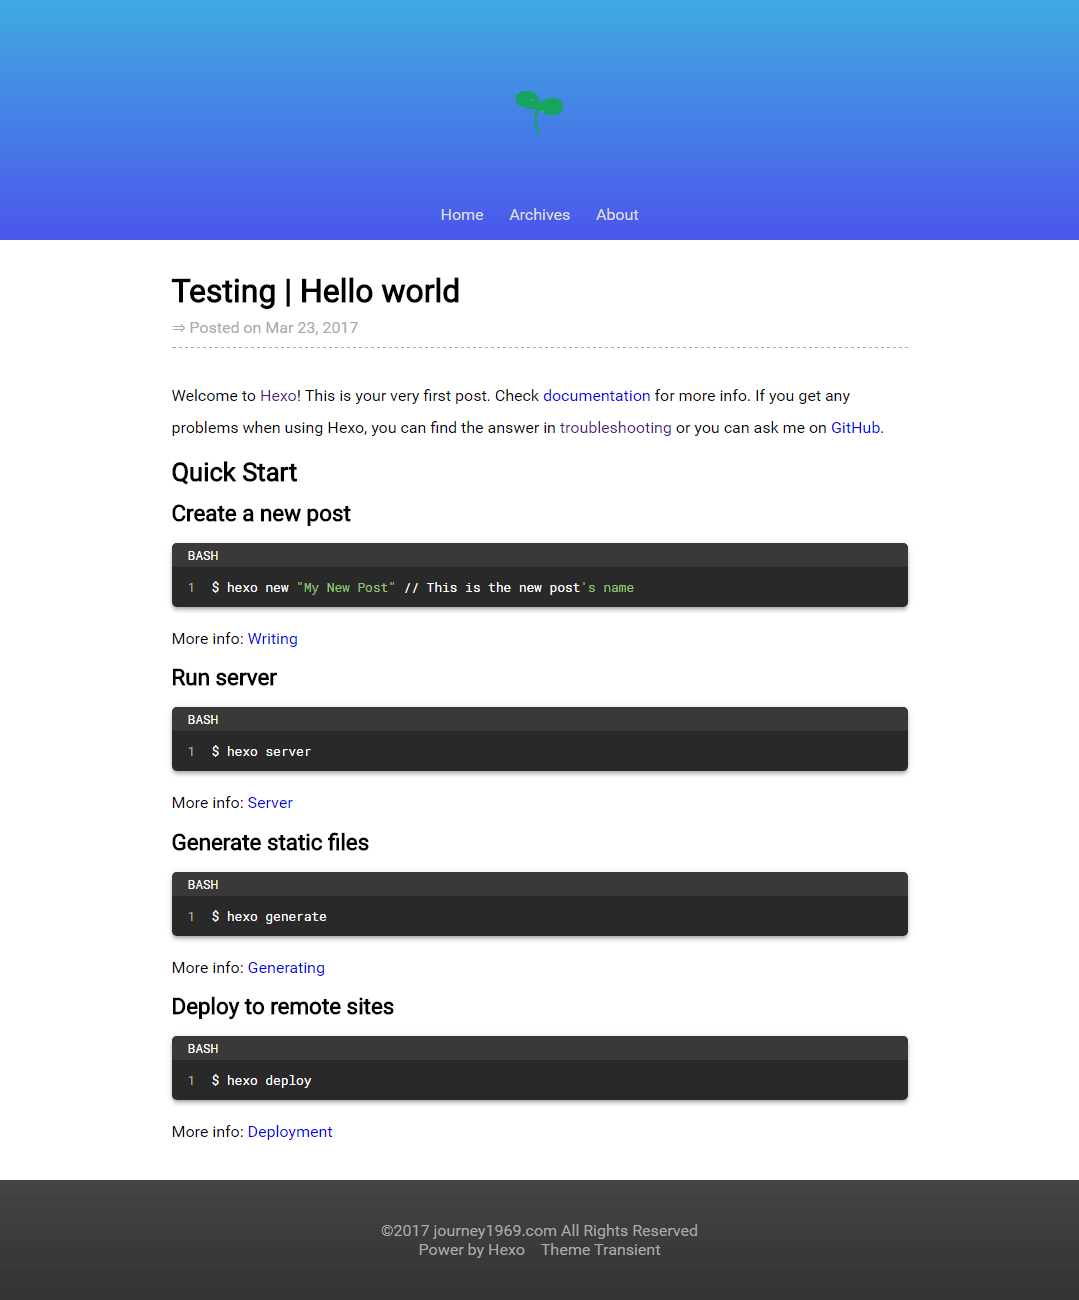 Home Archives About
Testing | Hello world
⇒ Posted on Mar 23, 2017
Welcome to Hexo! This is your very first post. Check documentation for more info. If you get any
problems when using Hexo, you can find the answer in troubleshooting or you can ask me on GitHub.
Quick Start
Create a new post
BASH
1 $ hexo new "My New Post" // This is the new post's name
More info: Writing
Run server
BASH
1 $ hexo server
More info: Server
Generate static files
BASH
1 $ hexo generate
More info: Generating
Deploy to remote sites
BASH
1 $ hexo deploy
More info: Deployment
©2017 journey1969.com All Rights Reserved
Power by Hexo Theme Transient